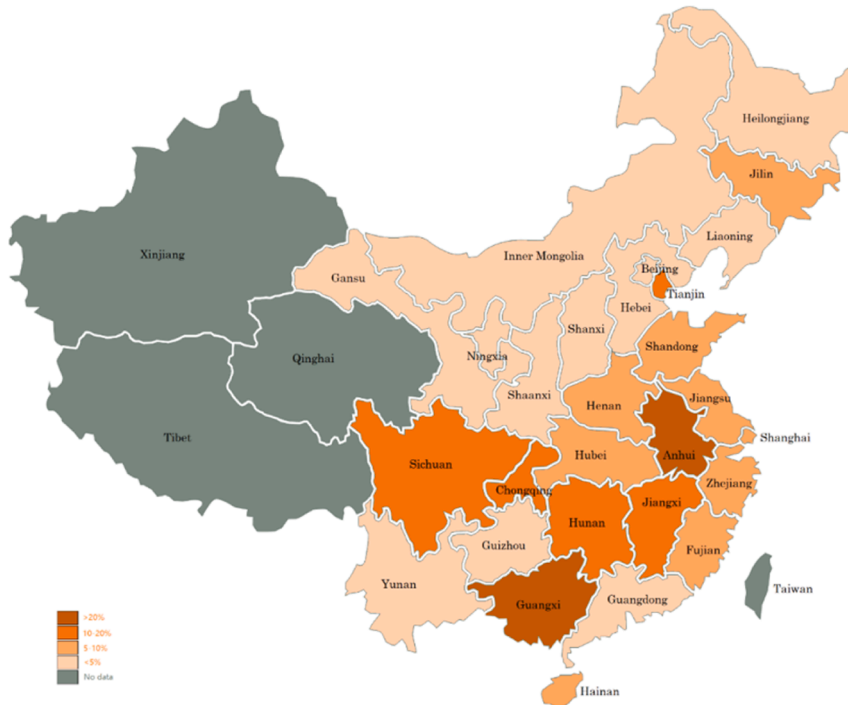 Heilongjiang
Jilin
Liaoning
Xinjiang
Inner Mongolia
Gansu
Beijing
Tianjin
Hebei
Shanxi
Shandong
Qinghai
Ningxia
Shaanxi
Jiangsu
Henan
Tibet
Shanghai
Anhui
Hubei
Sichuan
Zhejiang
Chongqing
Jiangxi
Hunan
Guizhou
Fujian
Yunan
Taiwan
Guangdong
Guangxi
Hainan
>20%
10-20%
5-10%
<5%
No data